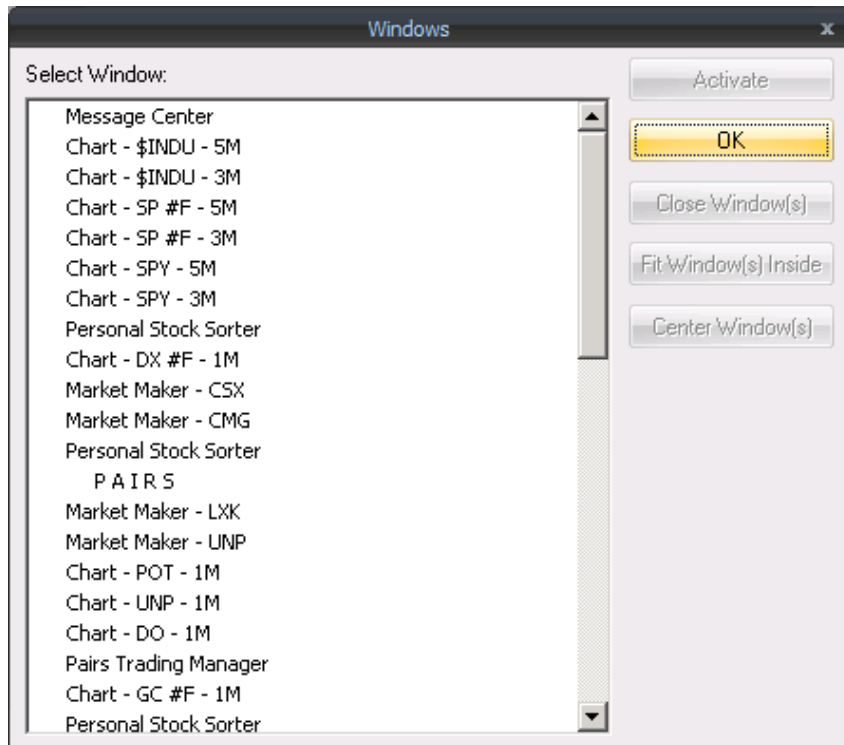 Windows
x
Select Window:
Message Center
Chart - $INDU - 5M
Chart - $INDU - 3M
Chart - SP #F - 5M
Chart - SP #F - 3M
Chart - SPY - 5M
Chart - SPY - 3M
Personal Stock Sorter
Chart - DX #F - 1M
Market Maker - CSX
Market Maker - CMG
Personal Stock Sorter
P A I R S
Market Maker - LXK
Market Maker - UNP
Chart - POT - 1M
Chart - UNP - 1M
Chart - DO - 1M
Pairs Trading Manager
Chart - GC #F - 1M
Personal Stock Sorter
Activate
OK
Close Window(s)
Fit Window(s) Inside
Center Window(s)